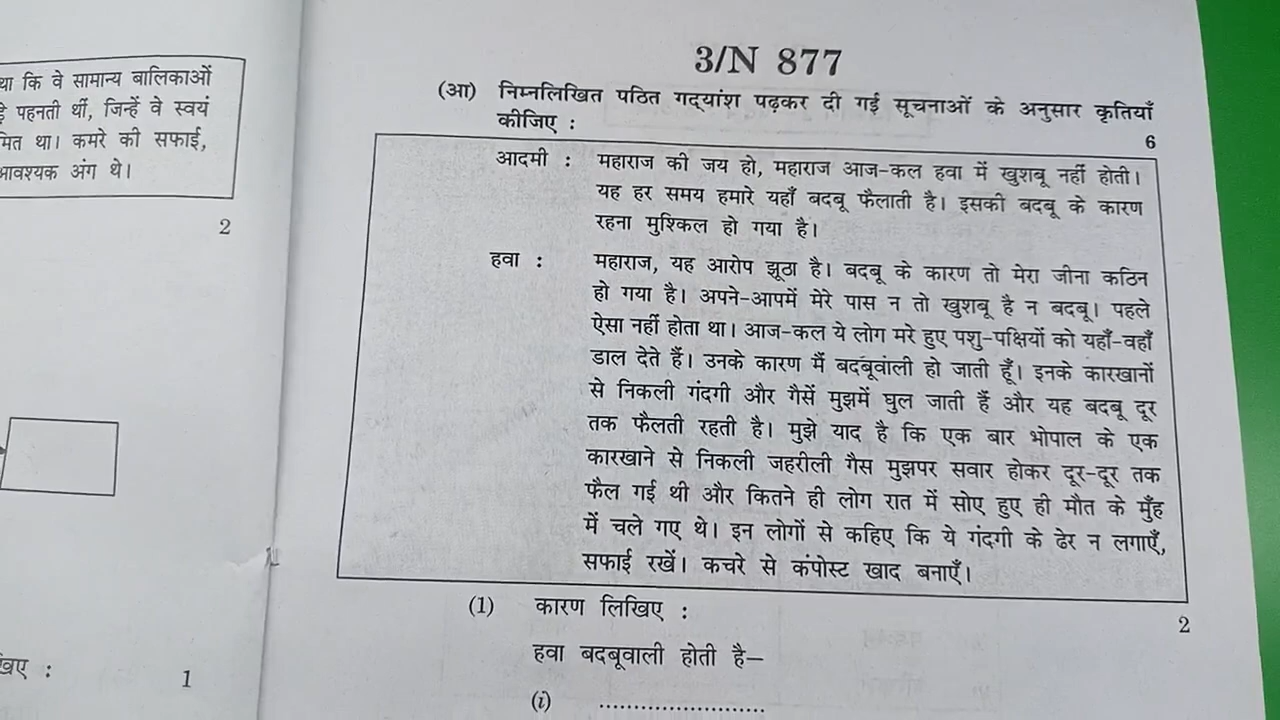 था कि वे सामान्य बालिकाओं
पहनती थीं, जिन्हें वे स्वयं
मित था। कमरे की सफाई,
आवश्यक अंग थे।
2
1
3/N 877
(आ) निम्नलिखित पठित गद्यांश पढ़कर दी गई सूचनाओं के अनुसार कृतियाँ
कीजिए :
6
आदमी : महाराज की जय हो, महाराज आज-कल हवा में खुशबू नहीं होती।
यह हर समय हमारे यहाँ बदबू फैलाती है। इसकी बदबू के कारण
रहना मुश्किल हो गया है।
हवा : महाराज, यह आरोप झूठा है। बदबू के कारण तो मेरा जीना कठिन
हो गया है। अपने-आपमें मेरे पास न तो खुशबू है न बदबू। पहले
ऐसा नहीं होता था। आज-कल ये लोग मरे हुए पशु-पक्षियों को यहाँ-वहाँ
डाल देते हैं। उनके कारण मैं बदबूवाली हो जाती हूँ। इनके कारखानों
से निकली गंदगी और गैसें मुझमें घुल जाती हैं और यह बदबू दूर
तक फैलती रहती है। मुझे याद है कि एक बार भोपाल के एक
कारखाने से निकली जहरीली गैस मुझपर सवार होकर दूर-दूर तक
फैल गई थी और कितने ही लोग रात में सोए हुए ही मौत के मुँह
में चले गए थे। इन लोगों से कहिए कि ये गंदगी के ढेर न लगाएँ,
सफाई रखें। कचरे से कंपोस्ट खाद बनाएँ।
(1) कारण लिखिए :
2
हवा बदबूवाली होती है–
(i) ........................